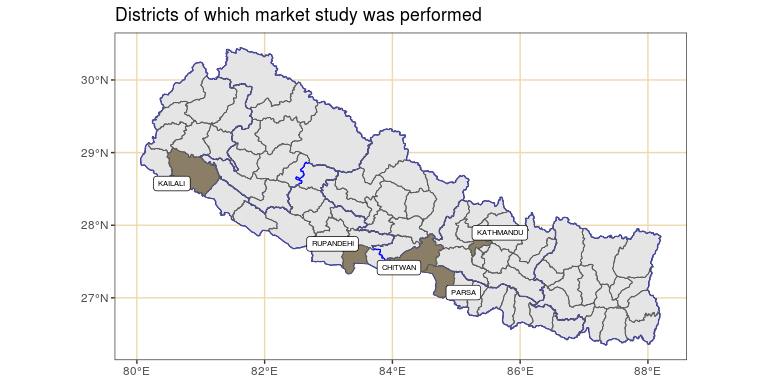 Districts of which market study was performed
30°N
29°N
28°N
27°N
KAILALI
RUPANDEHI
CHITWAN
KATHMANDU
PARSA
80°E
82°E
84°E
86°E
88°E